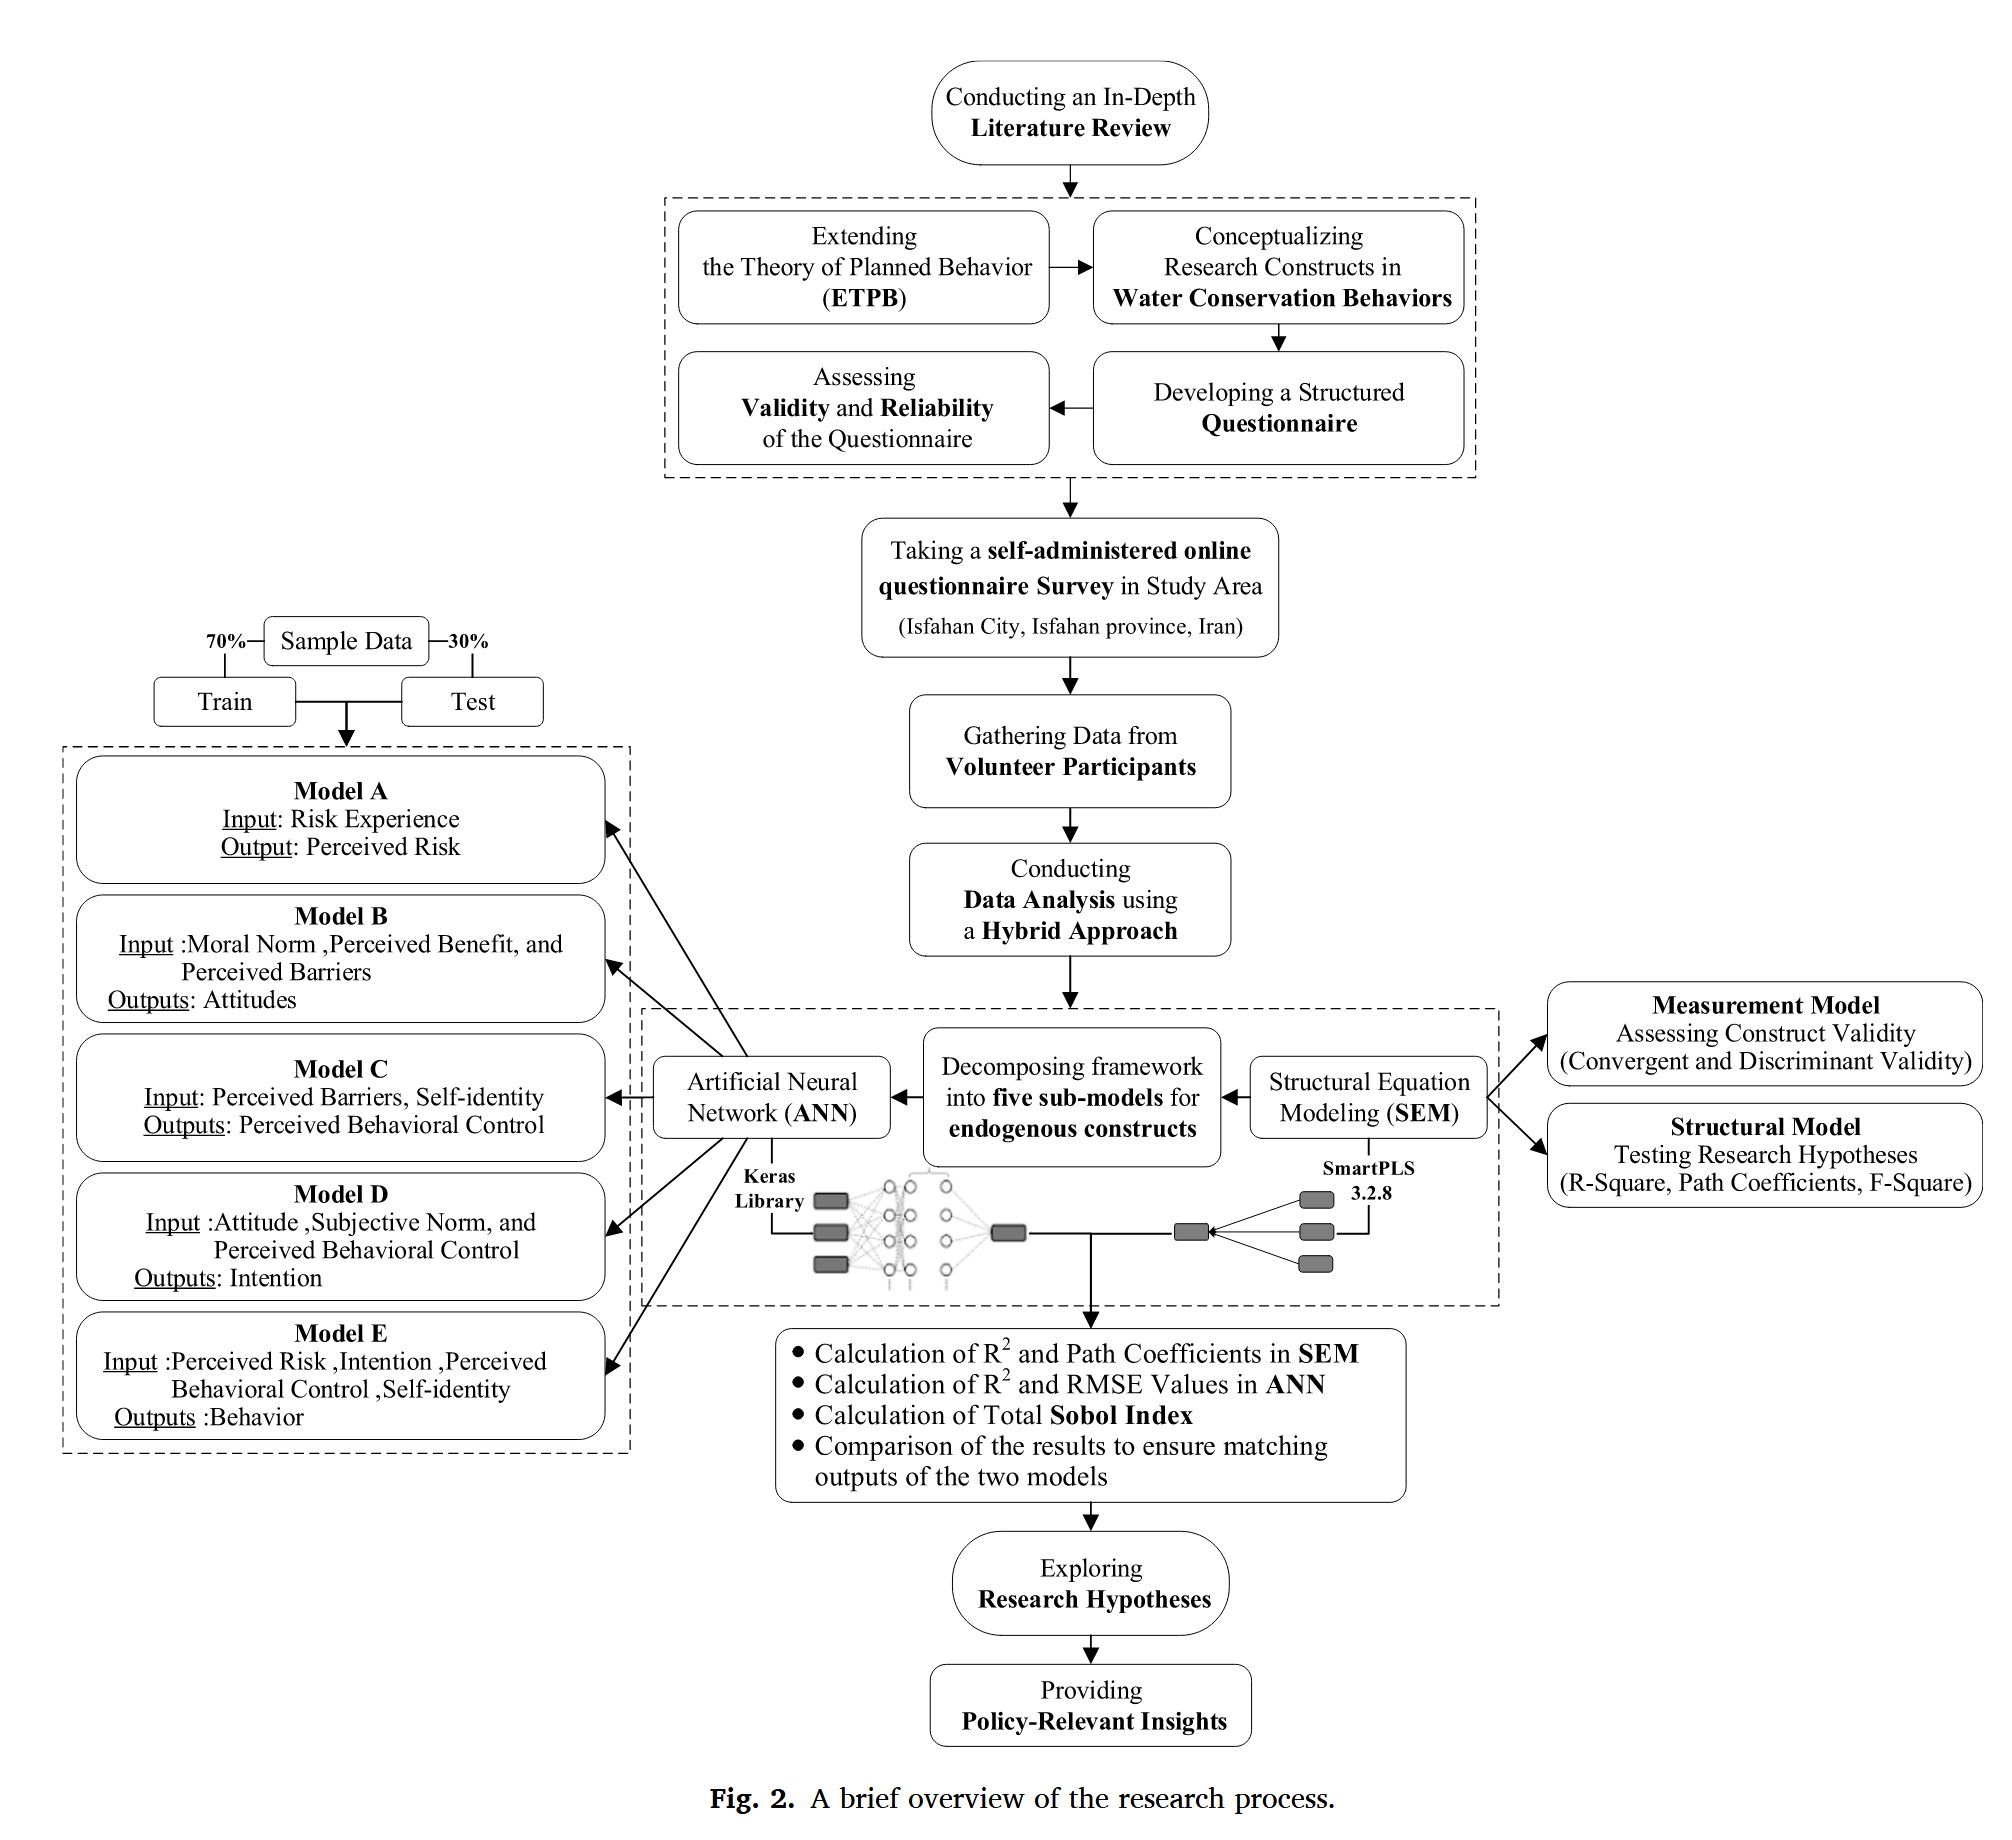 Conducting an In-Depth
Literature Review
Extending
the Theory of Planned Behavior
(ETPB)
Conceptualizing
Research Constructs in
Water Conservation Behaviors
Assessing
Validity and Reliability
of the Questionnaire
Developing a Structured
Questionnaire
Taking a self-administered online
questionnaire Survey in Study Area
(Isfahan City, Isfahan province, Iran)
Gathering Data from
Volunteer Participants
Conducting
Data Analysis using
a Hybrid Approach
70%
Sample Data
30%
Train
Test
Model A
Input: Risk Experience
Output: Perceived Risk
Model B
Input :Moral Norm ,Perceived Benefit, and
Perceived Barriers
Outputs: Attitudes
Model C
Input: Perceived Barriers, Self-identity
Outputs: Perceived Behavioral Control
Model D
Input :Attitude ,Subjective Norm, and
Perceived Behavioral Control
Outputs: Intention
Model E
Input :Perceived Risk ,Intention ,Perceived
Behavioral Control ,Self-identity
Outputs :Behavior
Artificial Neural
Network (ANN)
Keras
Library
Decomposing framework
into five sub-models for
endogenous constructs
Structural Equation
Modeling (SEM)
SmartPLS
3.2.8
Measurement Model
Assessing Construct Validity
(Convergent and Discriminant Validity)
Structural Model
Testing Research Hypotheses
(R-Square, Path Coefficients, F-Square)
• Calculation of R² and Path Coefficients in SEM
• Calculation of R² and RMSE Values in ANN
• Calculation of Total Sobol Index
• Comparison of the results to ensure matching
outputs of the two models
Exploring
Research Hypotheses
Providing
Policy-Relevant Insights
Fig. 2. A brief overview of the research process.